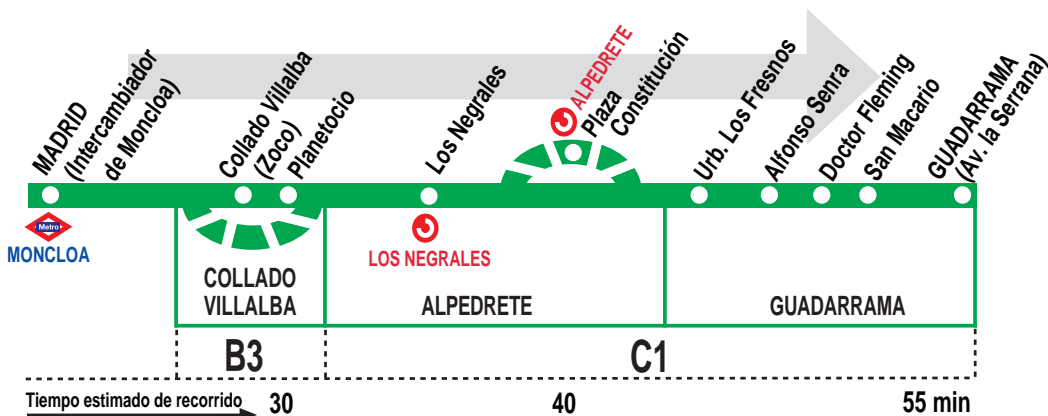 MADRID
(Intercambiador
de Moncloa)
Collado Villalba
(Zoco)
Planetocio
Los Negrales
ALPEDRETE
Plaza
Constitución
Urb. Los Fresnos
Alfonso Senra
Doctor Fleming
San Macario
GUADARRAMA
(Av. la Serrana)
Metro
MONCLOA
LOS NEGRALES
COLLADO
VILLALBA
ALPEDRETE
GUADARRAMA
B3
C1
Tiempo estimado de recorrido
30
40
55 min